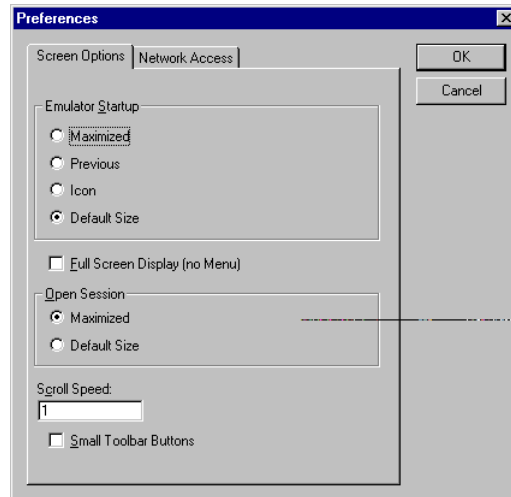 Preferences
Screen Options
Network Access
OK
Cancel
Emulator Startup
Maximized
Previous
Icon
Default Size
Full Screen Display (no Menu)
Open Session
Maximized
Default Size
Scroll Speed:
1
Small Toolbar Buttons